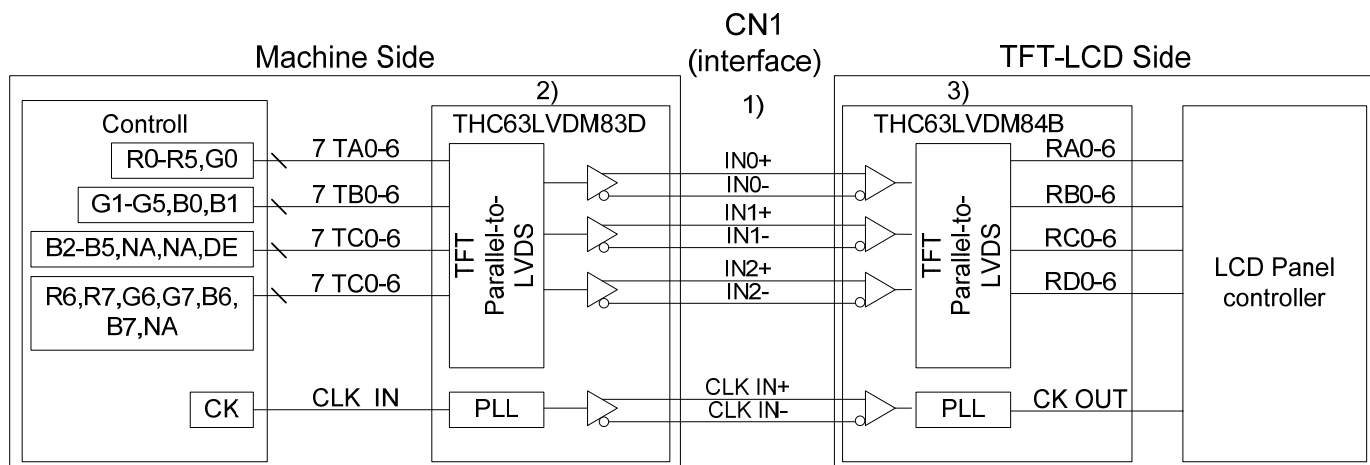 CN1
(interface)
1)
Machine Side
TFT-LCD Side
Controll
R0-R5,G0
G1-G5,B0,B1
B2-B5,NA,NA,DE
R6,R7,G6,G7,B6,
B7,NA
CK
7 TA0-6
7 TB0-6
7 TC0-6
7 TC0-6
CLK IN
2)
THC63LVDM83D
TFT
Parallel-to-
LVDS
PLL
IN0+
IN0-
IN1+
IN1-
IN2+
IN2-
CLK IN+
CLK IN-
3)
THC63LVDM84B
TFT
Parallel-to-
LVDS
PLL
RA0-6
RB0-6
RC0-6
RD0-6
CK OUT
LCD Panel
controller